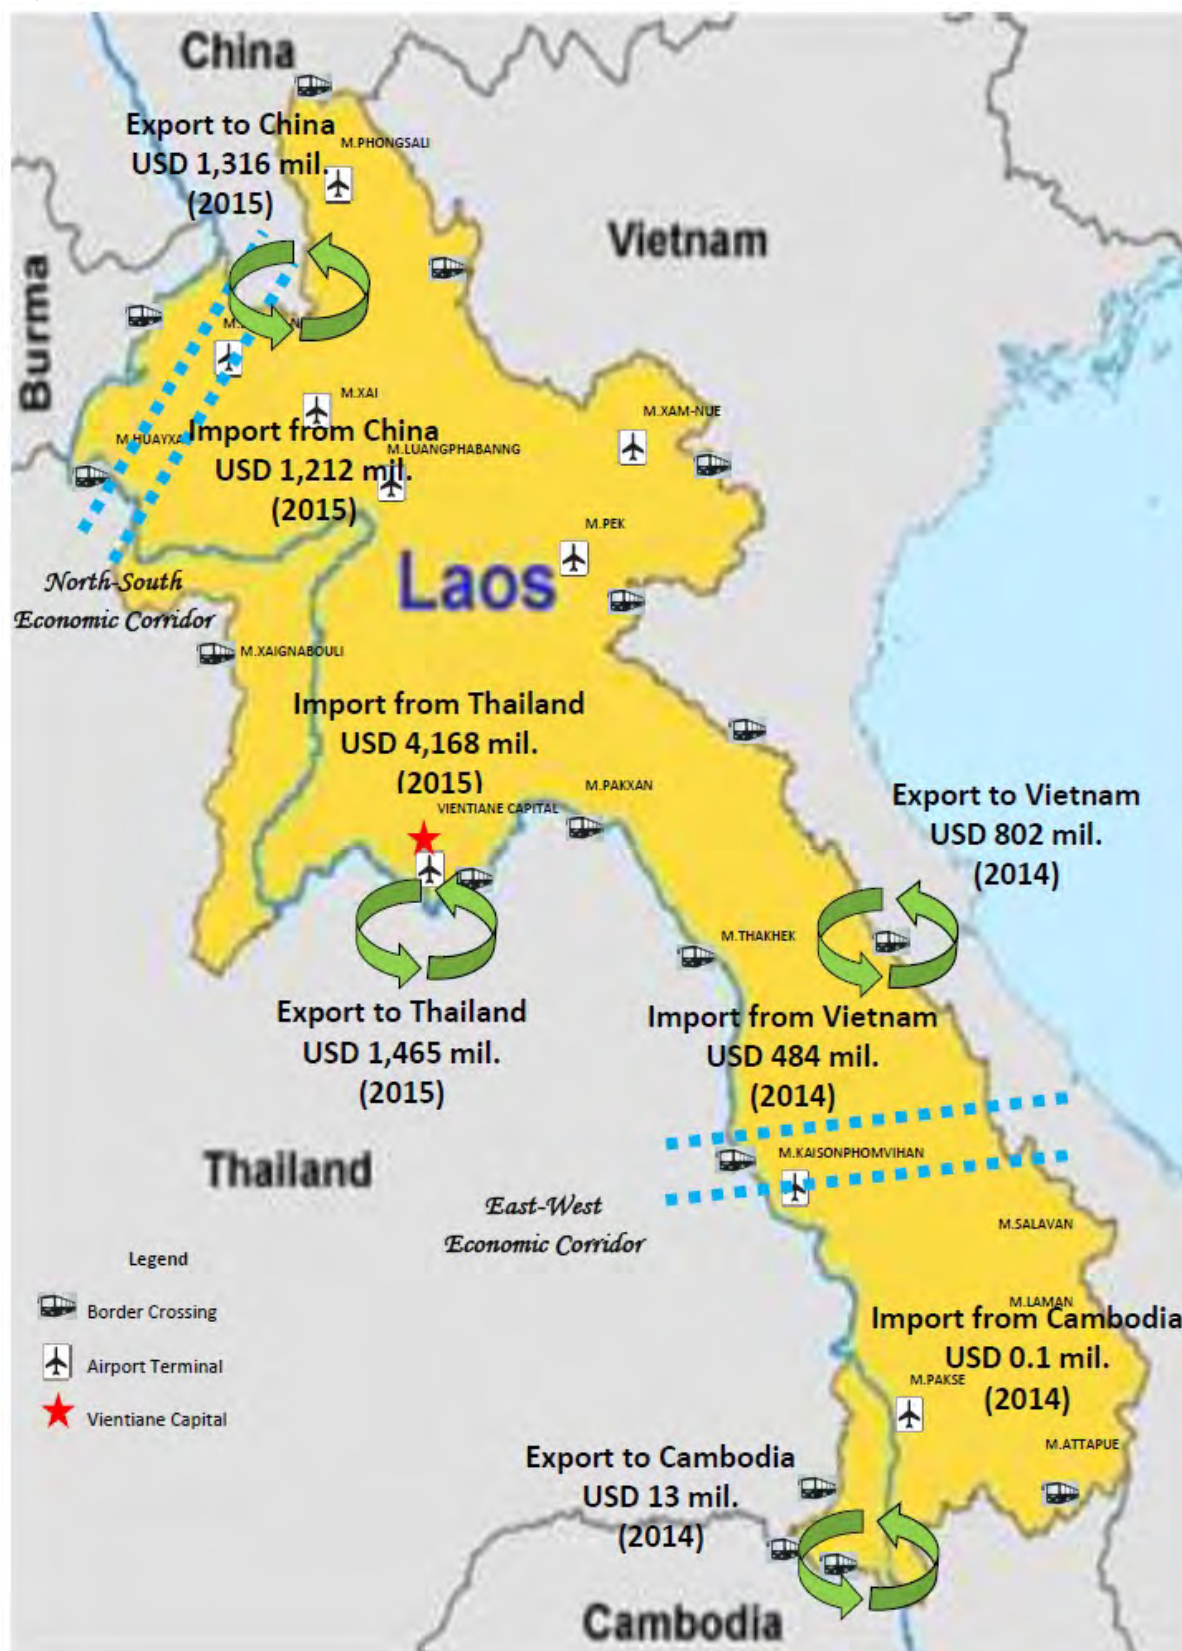 China
Export to China
USD 1,316 mil.
(2015)
M.PHONGSALI
Vietnam
Burma
M.XAI
Import from China
USD 1,212 mil.
(2015)
M.LUANGPHABANNG
M.XAM-NUE
M.PEK
Laos
North-South
Economic Corridor
M.XAIGNABOULI
Import from Thailand
USD 4,168 mil.
(2015)
M.PAKXAN
VIENTIANE CAPITAL
Export to Vietnam
USD 802 mil.
(2014)
M.THAKHEK
Export to Thailand
USD 1,465 mil.
(2015)
Import from Vietnam
USD 484 mil.
(2014)
Thailand
M.KAISONPHOMVIHAN
East-West
Economic Corridor
M.SALAVAN
Legend
Border Crossing
Airport Terminal
Vientiane Capital
M.LAMAN
Import from Cambodia
USD 0.1 mil.
(2014)
M.PAKSE
M.ATTAPUE
Export to Cambodia
USD 13 mil.
(2014)
Cambodia